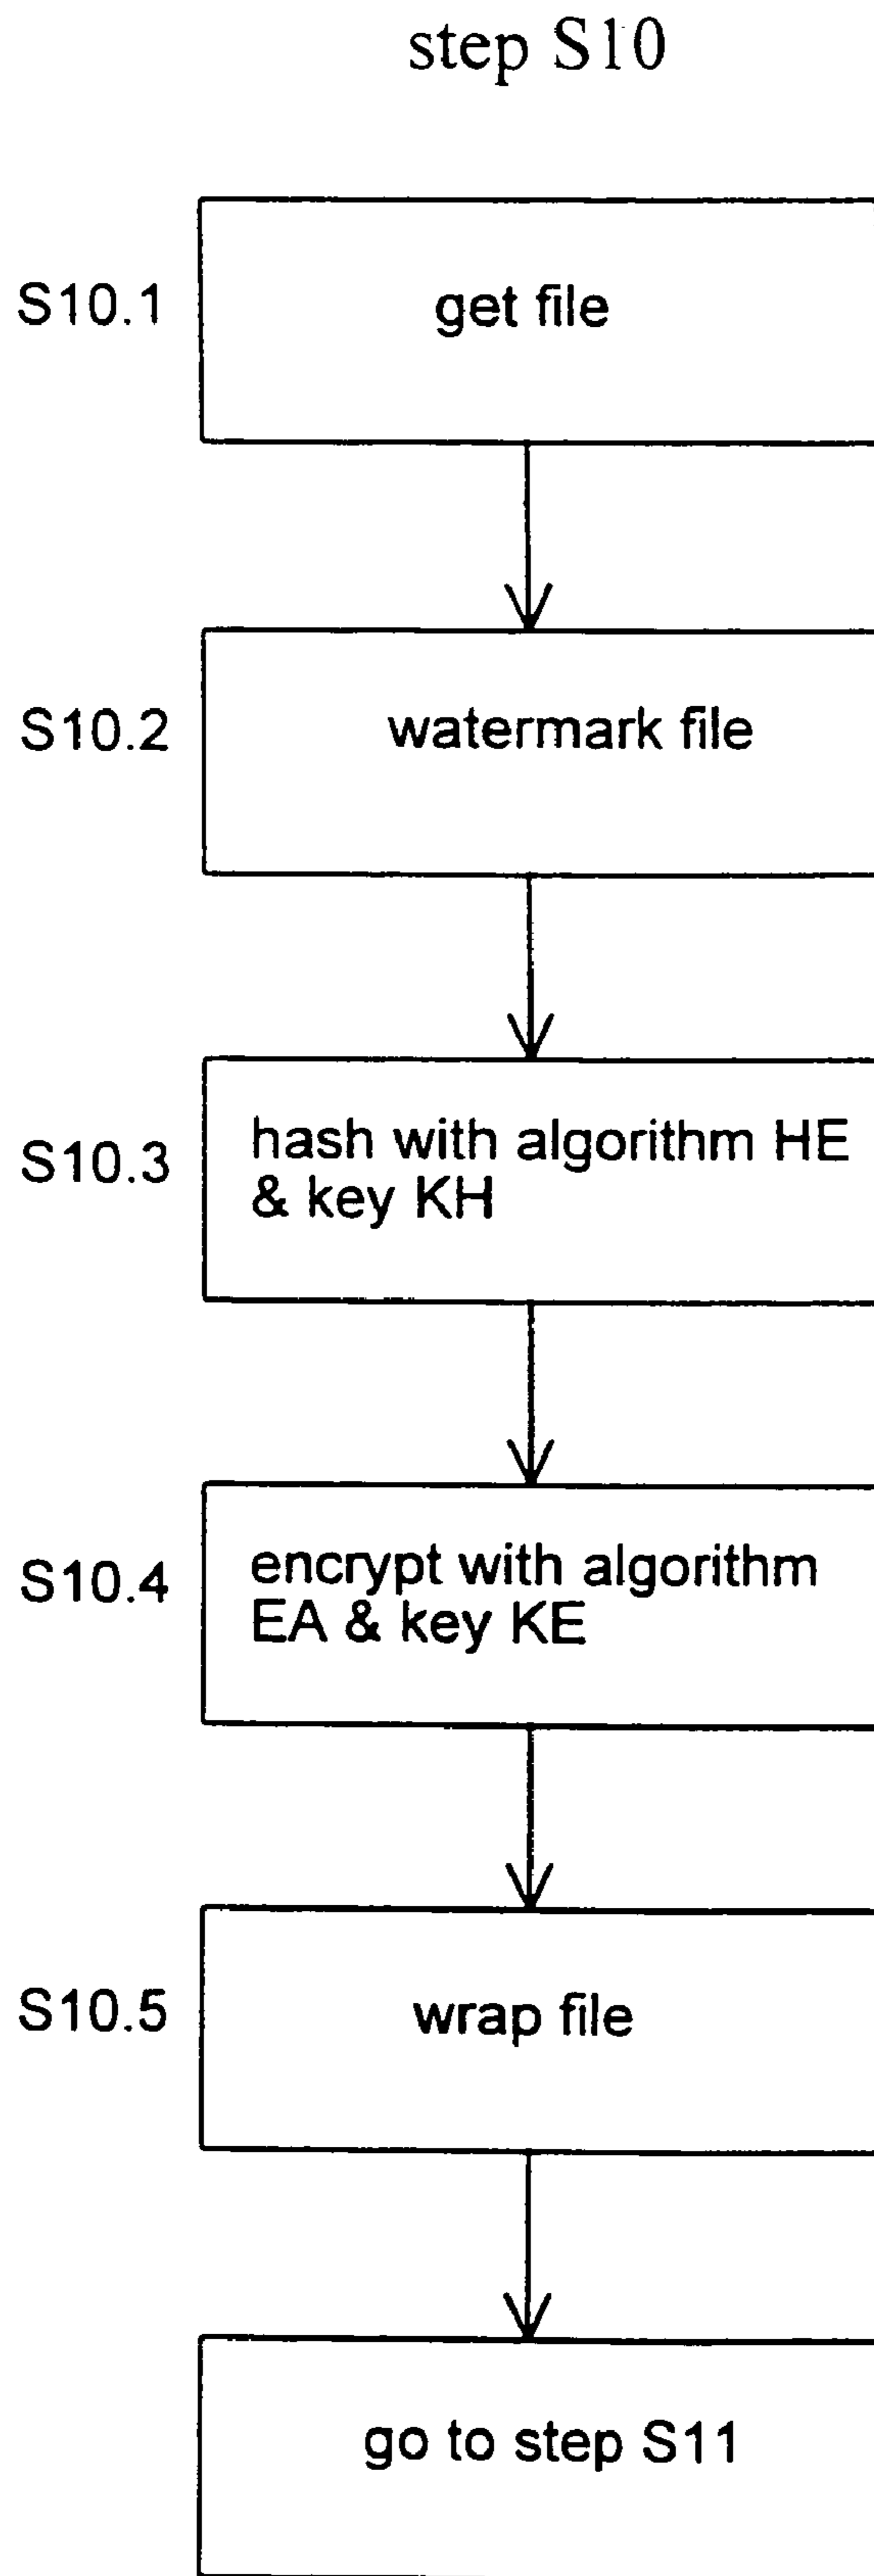 step S10
S10.1
get file
S10.2
watermark file
S10.3
hash with algorithm HE
& key KH
S10.4
encrypt with algorithm
EA & key KE
S10.5
wrap file
go to step S11